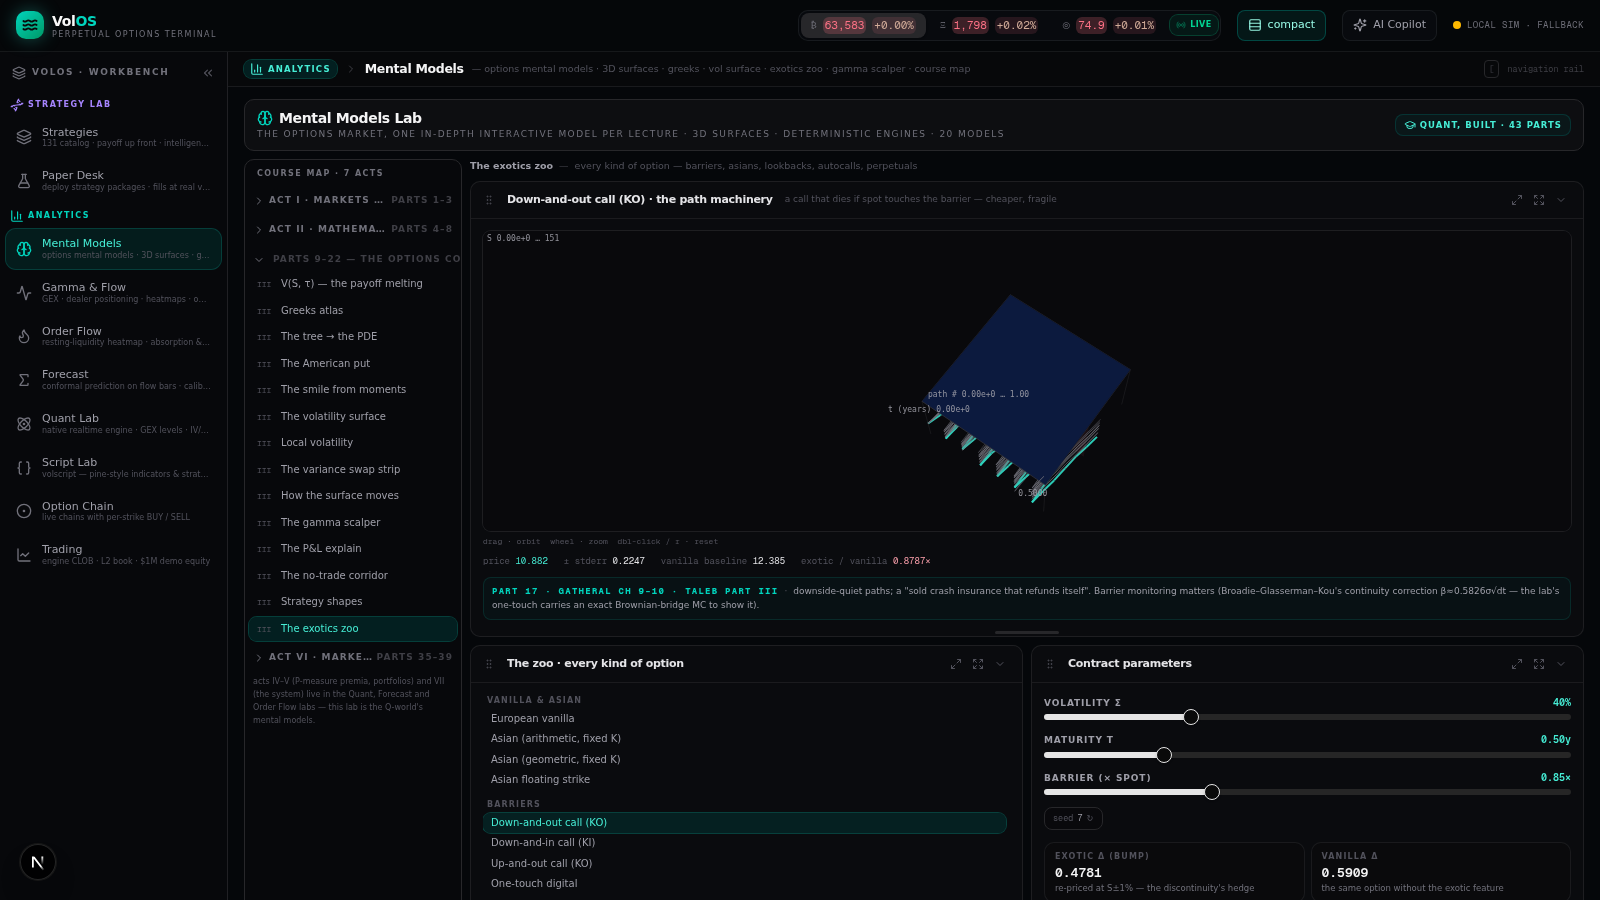 VolOS
PERPETUAL OPTIONS TERMINAL
₿ 63,583 +0.00%
Ξ 1,798 +0.02%
◎ 74.9 +0.01%
LIVE
compact
AI Copilot
LOCAL SIM · FALLBACK
VOLOS · WORKBENCH
STRATEGY LAB
Strategies
131 catalog · payoff up front · intelligen…
Paper Desk
deploy strategy packages · fills at real v…
ANALYTICS
Mental Models
options mental models · 3D surfaces · g…
Gamma & Flow
GEX · dealer positioning · heatmaps · o…
Order Flow
resting-liquidity heatmap · absorption &…
Forecast
conformal prediction on flow bars · calib…
Quant Lab
native realtime engine · GEX levels · IV/…
Script Lab
volscript — pine-style indicators & strat…
Option Chain
live chains with per-strike BUY / SELL
Trading
engine CLOB · L2 book · $1M demo equity
ANALYTICS
Mental Models — options mental models · 3D surfaces · greeks · vol surface · exotics zoo · gamma scalper · course map
[ navigation rail
Mental Models Lab
THE OPTIONS MARKET, ONE IN-DEPTH INTERACTIVE MODEL PER LECTURE · 3D SURFACES · DETERMINISTIC ENGINES · 20 MODELS
QUANT, BUILT · 43 PARTS
COURSE MAP · 7 ACTS
ACT I · MARKETS … PARTS 1–3
ACT II · MATHEMA… PARTS 4–8
PARTS 9–22 — THE OPTIONS CO
III V(S, τ) — the payoff melting
III Greeks atlas
III The tree → the PDE
III The American put
III The smile from moments
III The volatility surface
III Local volatility
III The variance swap strip
III How the surface moves
III The gamma scalper
III The P&L explain
III The no-trade corridor
III Strategy shapes
III The exotics zoo
ACT VI · MARKE… PARTS 35–39
acts IV–V (P-measure premia, portfolios) and VII
(the system) live in the Quant, Forecast and
Order Flow labs — this lab is the Q-world's
mental models.
The exotics zoo — every kind of option — barriers, asians, lookbacks, autocalls, perpetuals
Down-and-out call (KO) · the path machinery a call that dies if spot touches the barrier — cheaper, fragile
S 0.00e+0 … 151
path # 0.00e+0 … 1.00
t (years) 0.00e+0
0.5000
drag · orbit wheel · zoom dbl-click / r · reset
price 10.882 ± stderr 0.2247 vanilla baseline 12.385 exotic / vanilla 0.8787×
PART 17 · GATHERAL CH 9–10 · TALEB PART III · downside-quiet paths; a "sold crash insurance that refunds itself". Barrier monitoring matters (Broadie–Glasserman–Kou's continuity correction β≈0.5826σ√dt — the lab's
one-touch carries an exact Brownian-bridge MC to show it).
The zoo · every kind of option
VANILLA & ASIAN
European vanilla
Asian (arithmetic, fixed K)
Asian (geometric, fixed K)
Asian floating strike
BARRIERS
Down-and-out call (KO)
Down-and-in call (KI)
Up-and-out call (KO)
One-touch digital
Contract parameters
VOLATILITY Σ 40%
MATURITY T 0.50y
BARRIER (× SPOT) 0.85×
seed 7 ↻
EXOTIC Δ (BUMP)
0.4781
re-priced at S±1% — the discontinuity's hedge
VANILLA Δ
0.5909
the same option without the exotic feature
N